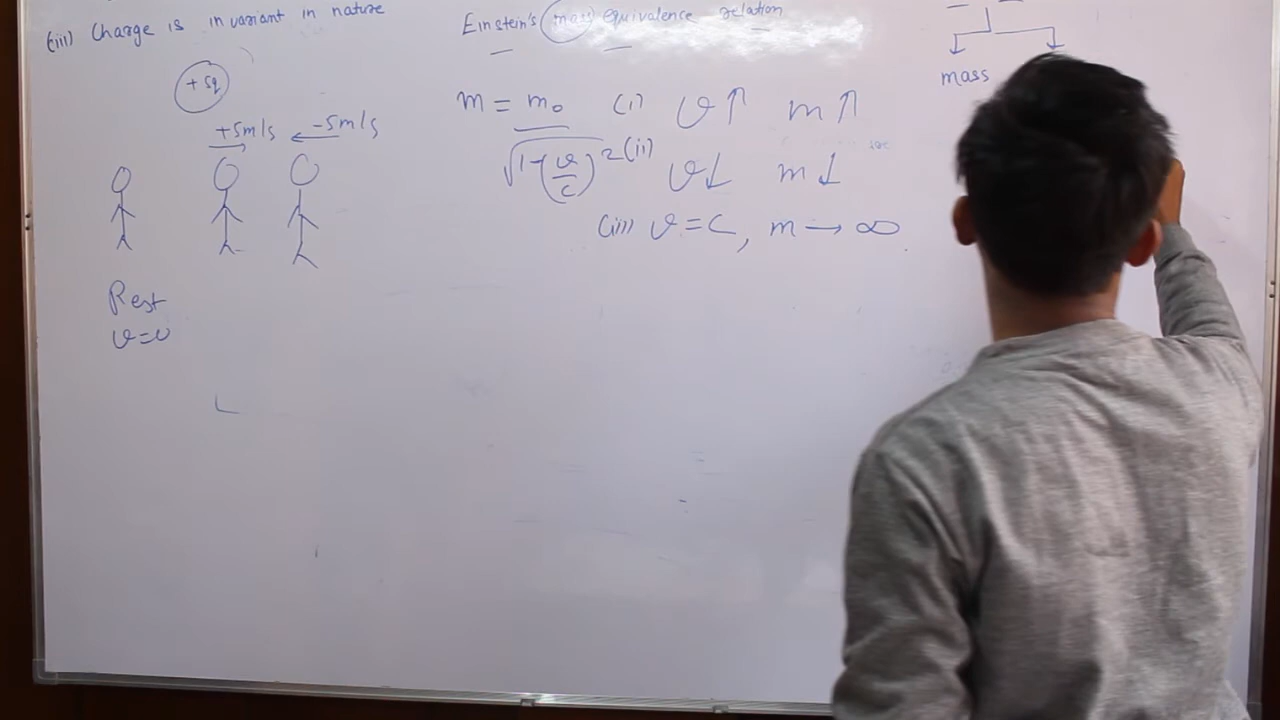 (iii) Charge is invariant in nature
+5q
+5m/s
-5m/s
Rest
v=0
Einstein's mass equivalence relation
m = m₀
√1-(v/c)²
(i) v↑ m↑
(ii) v↓ m↓
(iii) v=c, m → ∞
mass